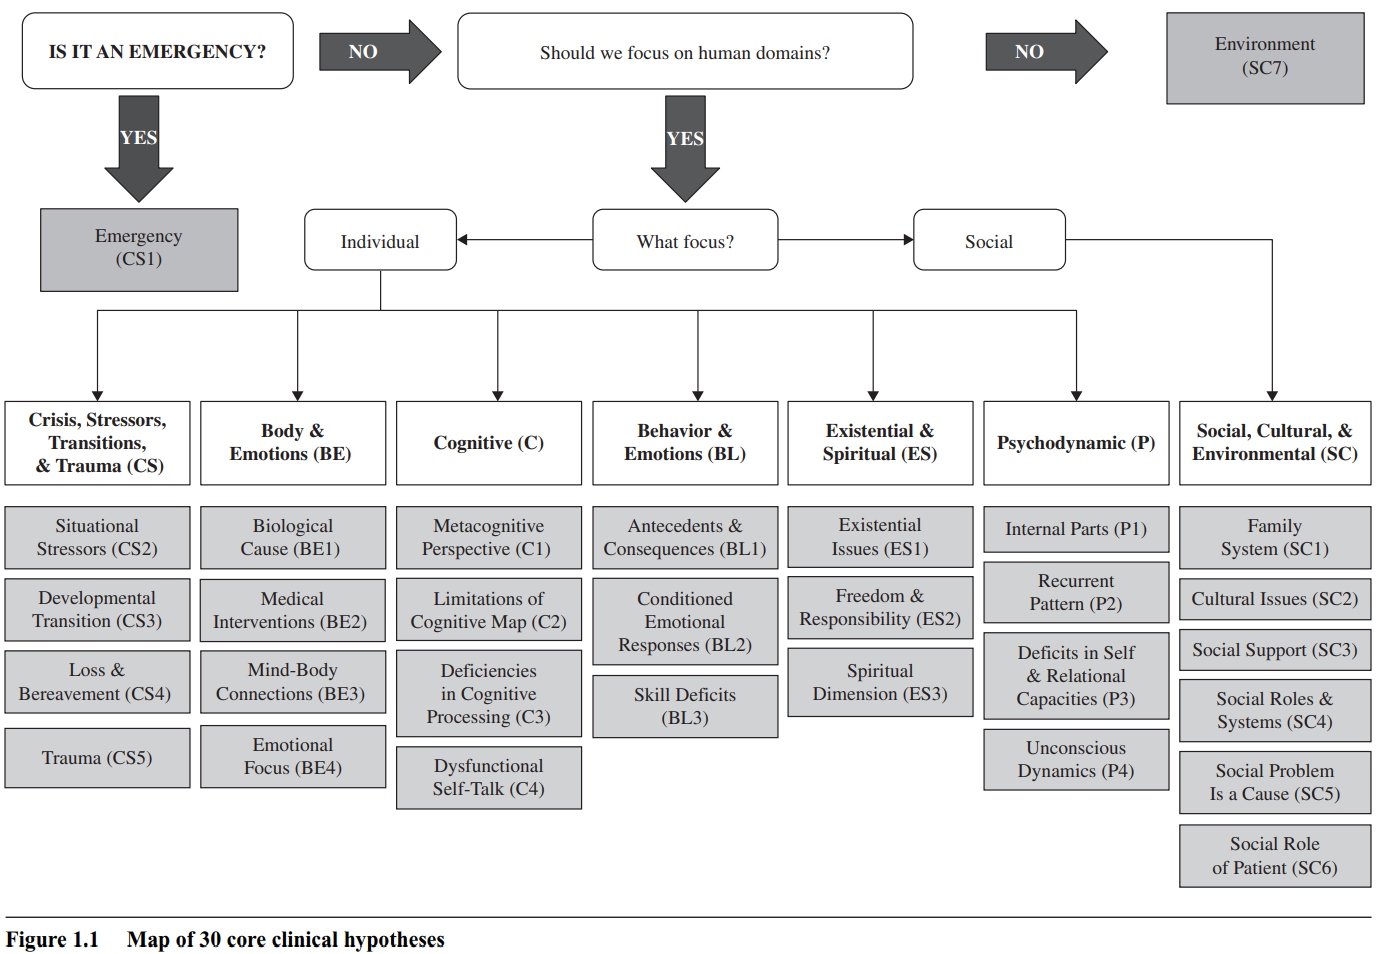 IS IT AN EMERGENCY?
NO
Should we focus on human domains?
NO
Environment
(SC7)
YES
YES
Emergency
(CS1)
Individual
What focus?
Social
Crisis, Stressors,
Transitions,
& Trauma (CS)
Body &
Emotions (BE)
Cognitive (C)
Behavior &
Emotions (BL)
Existential &
Spiritual (ES)
Psychodynamic (P)
Social, Cultural, &
Environmental (SC)
Situational
Stressors (CS2)
Developmental
Transition (CS3)
Loss &
Bereavement (CS4)
Trauma (CS5)
Biological
Cause (BE1)
Medical
Interventions (BE2)
Mind-Body
Connections (BE3)
Emotional
Focus (BE4)
Metacognitive
Perspective (C1)
Limitations of
Cognitive Map (C2)
Deficiencies
in Cognitive
Processing (C3)
Dysfunctional
Self-Talk (C4)
Antecedents &
Consequences (BL1)
Conditioned
Emotional
Responses (BL2)
Skill Deficits
(BL3)
Existential
Issues (ES1)
Freedom &
Responsibility (ES2)
Spiritual
Dimension (ES3)
Internal Parts (P1)
Recurrent
Pattern (P2)
Deficits in Self
& Relational
Capacities (P3)
Unconscious
Dynamics (P4)
Family
System (SC1)
Cultural Issues (SC2)
Social Support (SC3)
Social Roles &
Systems (SC4)
Social Problem
Is a Cause (SC5)
Social Role
of Patient (SC6)
Figure 1.1 Map of 30 core clinical hypotheses